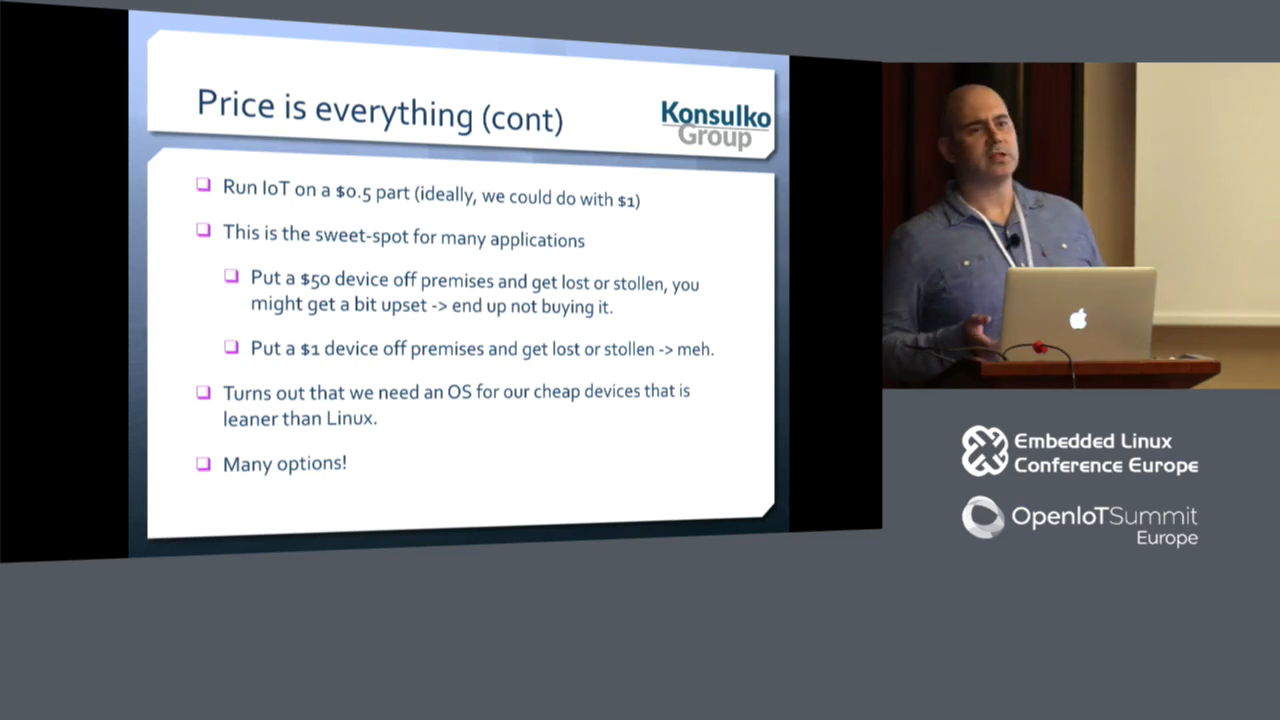 Price is everything (cont)
Konsulko
Group
Run IoT on a $0.5 part (ideally, we could do with $1)
This is the sweet-spot for many applications
Put a $50 device off premises and get lost or stollen, you
might get a bit upset -> end up not buying it.
Put a $1 device off premises and get lost or stollen -> meh.
Turns out that we need an OS for our cheap devices that is
leaner than Linux.
Many options!
Embedded Linux
Conference Europe
OpenIoTSummit
Europe